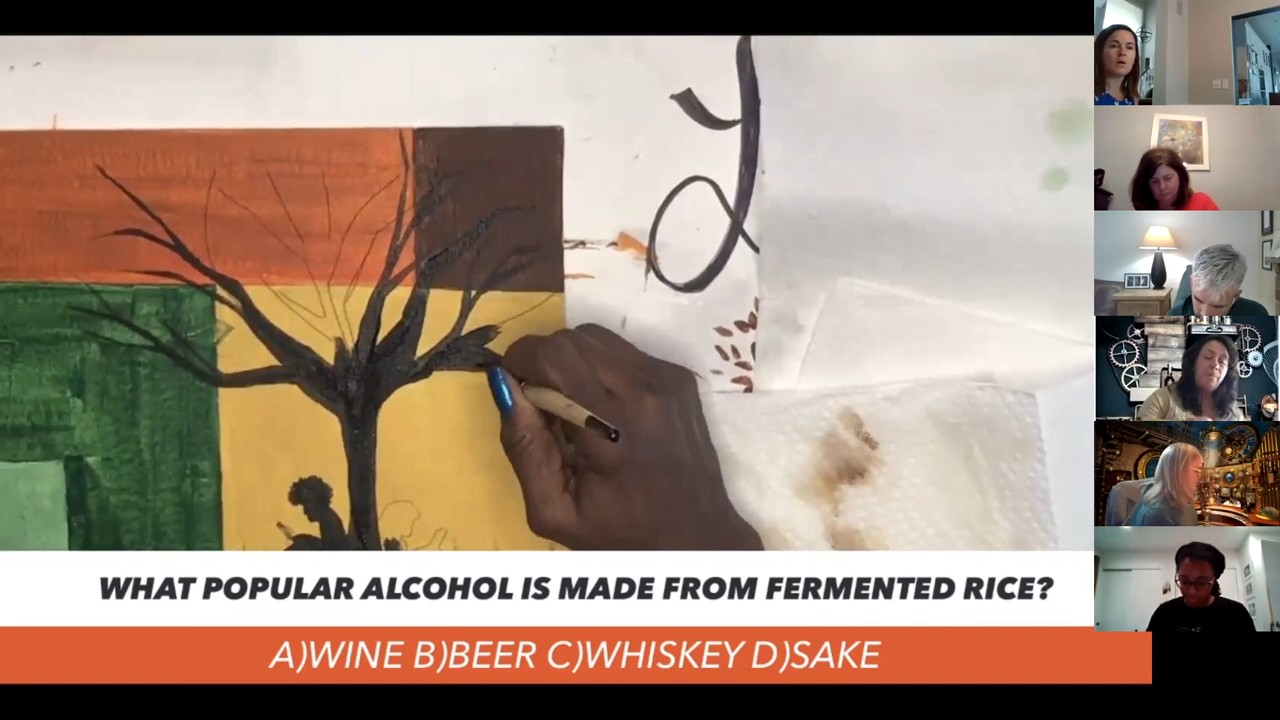 WHAT POPULAR ALCOHOL IS MADE FROM FERMENTED RICE?
A)WINE B)BEER C)WHISKEY D)SAKE